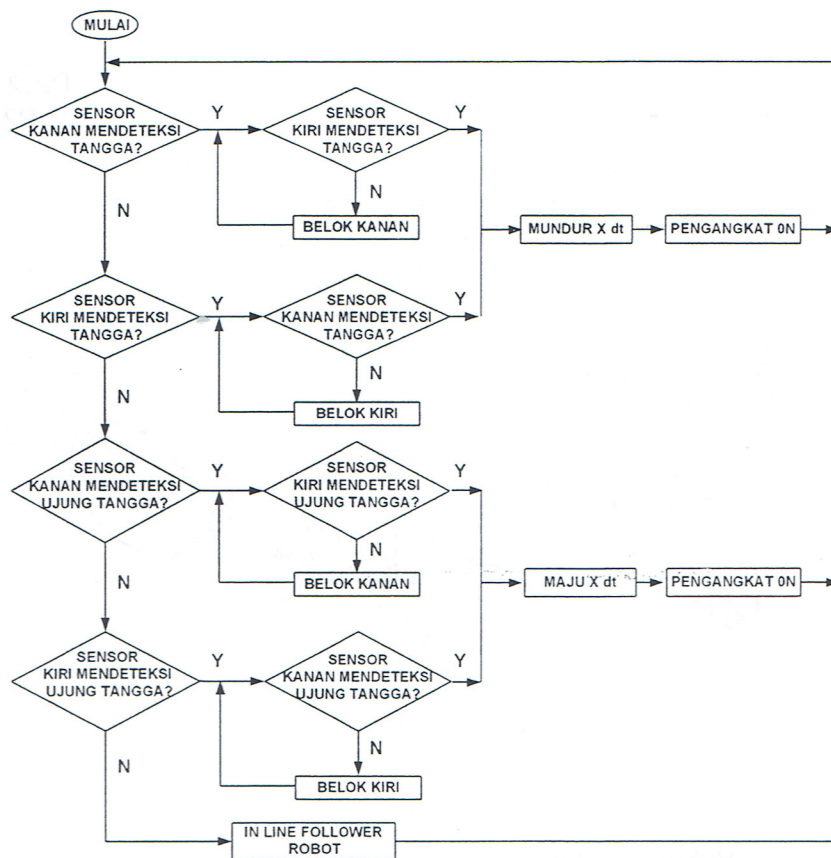 MULAI
SENSOR
KANAN MENDETEKSI
TANGGA?
Y
SENSOR
KIRI MENDETEKSI
TANGGA?
Y
N
N
BELOK KANAN
MUNDUR X dt
PENGANGKAT 0N
SENSOR
KIRI MENDETEKSI
TANGGA?
Y
SENSOR
KANAN MENDETEKSI
TANGGA?
Y
N
N
BELOK KIRI
SENSOR
KANAN MENDETEKSI
UJUNG TANGGA?
Y
SENSOR
KIRI MENDETEKSI
UJUNG TANGGA?
Y
N
N
BELOK KANAN
MAJU X dt
PENGANGKAT 0N
SENSOR
KIRI MENDETEKSI
UJUNG TANGGA?
Y
SENSOR
KANAN MENDETEKSI
UJUNG TANGGA?
Y
N
N
BELOK KIRI
IN LINE FOLLOWER
ROBOT